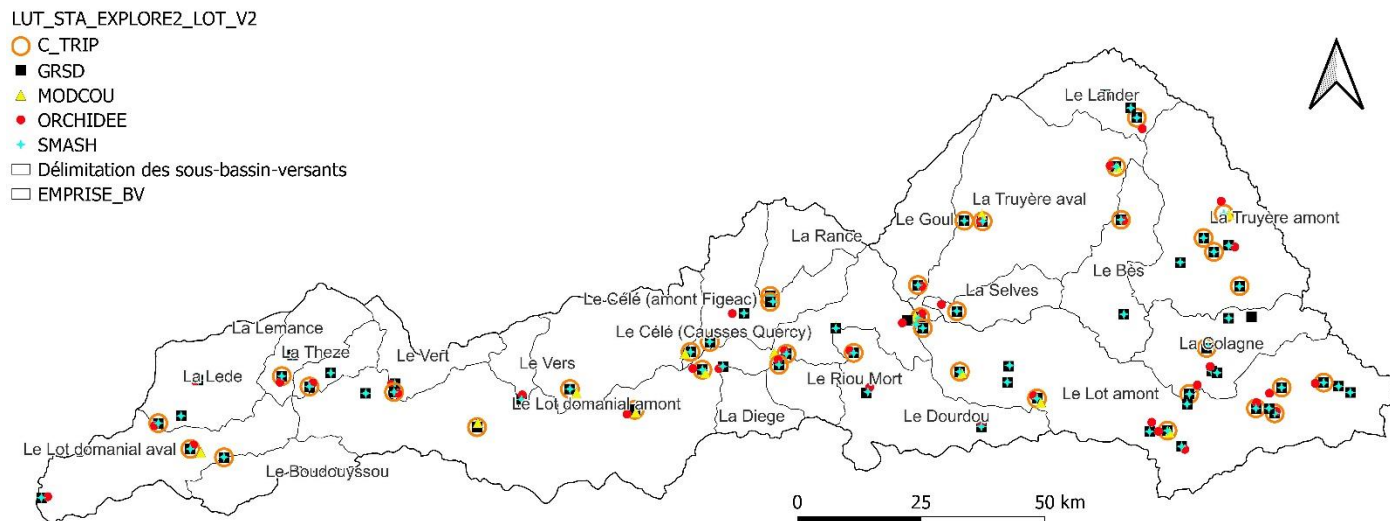 LUT_STA_EXPLORE2_LOT_V2
C_TRIP
GRSD
MODCOU
ORCHIDEE
SMASH
Délimitation des sous-bassin-versants
EMPRISE_BV
Le Lander
La Truyère aval
Le Goul
La Truyère amont
La Rance
Le Bès
La Selves
Le Célé (amont Figeac)
La Lemance
Le Célé (Causses Quercy)
La Theze
Le Vert
La Colagne
Le Vers
La Lede
Le Riou Mort
Le Lot amont
Le Lot domanial amont
La Diege
Le Dourdou
Le Lot domanial aval
Le Boudouyssou
0 25 50 km